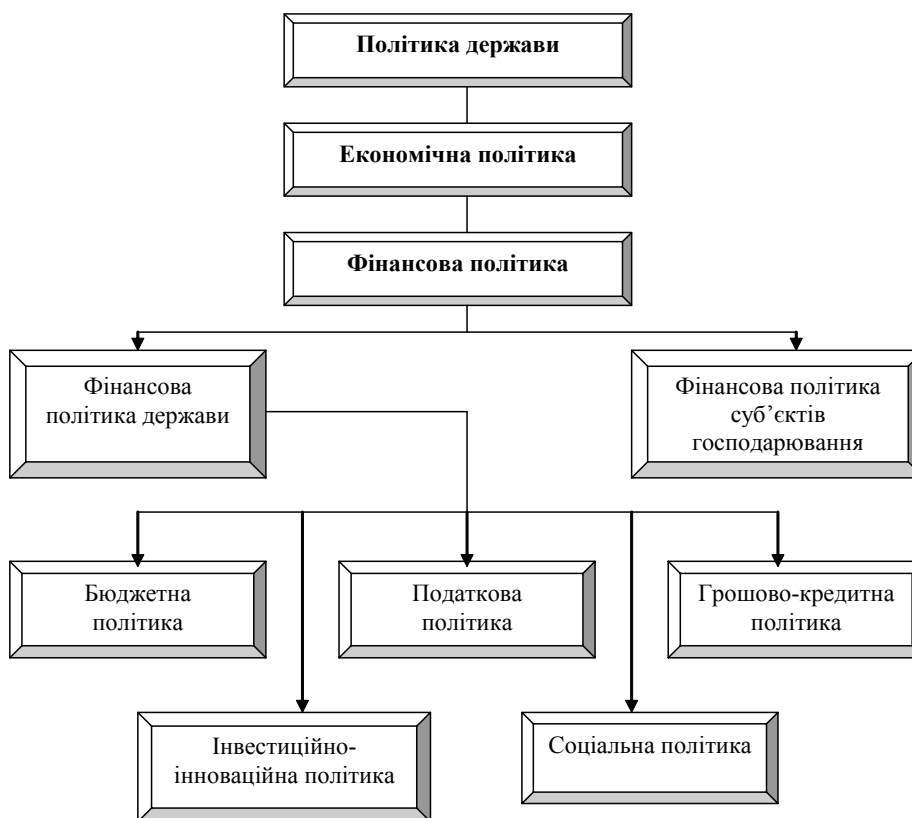 Політика держави
Економічна політика
Фінансова політика
Фінансова
політика держави
Фінансова політика
суб’єктів
господарювання
Бюджетна
політика
Податкова
політика
Грошово-кредитна
політика
Інвестиційно-
інноваційна політика
Соціальна політика